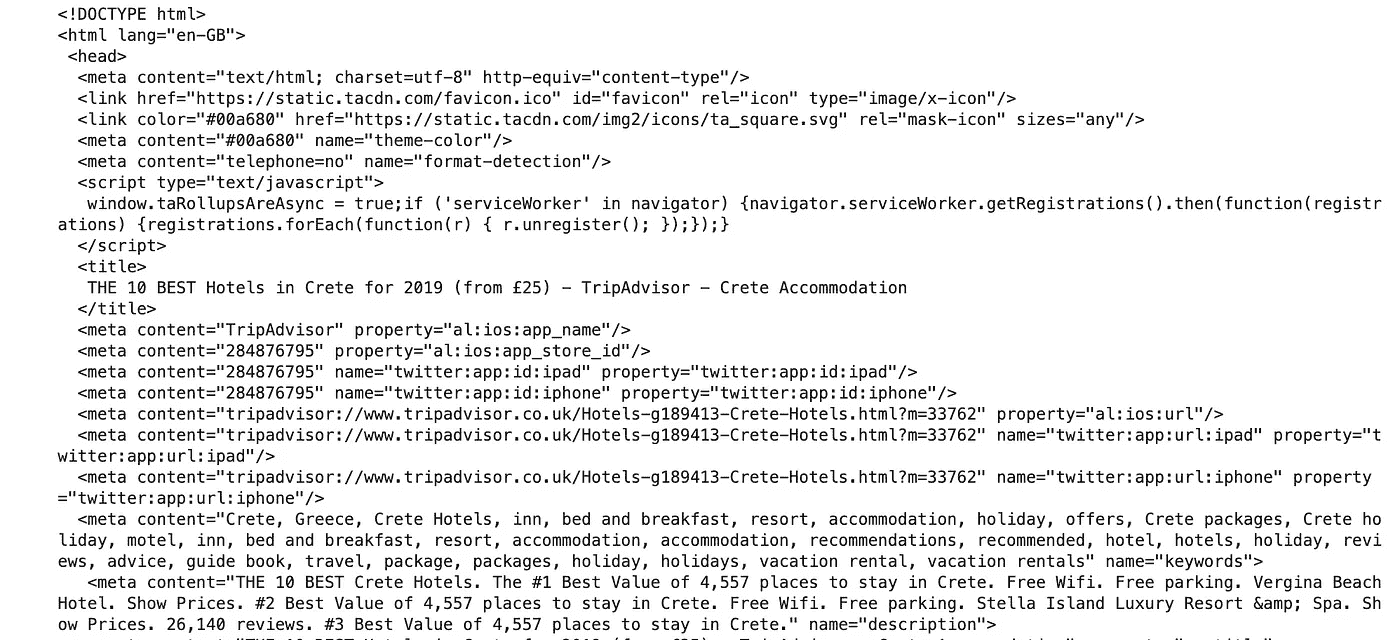 <!DOCTYPE html>
<html lang="en-GB">
<head>
<meta content="text/html; charset=utf-8" http-equiv="content-type"/>
<link href="https://static.tacdn.com/favicon.ico" id="favicon" rel="icon" type="image/x-icon"/>
<link color="#00a680" href="https://static.tacdn.com/img2/icons/ta_square.svg" rel="mask-icon" sizes="any"/>
<meta content="#00a680" name="theme-color"/>
<meta content="telephone=no" name="format-detection"/>
<script type="text/javascript">
window.taRollupsAreAsync = true;if ('serviceWorker' in navigator) {navigator.serviceWorker.getRegistrations().then(function(registr
ations) {registrations.forEach(function(r) { r.unregister(); });});}
</script>
<title>
THE 10 BEST Hotels in Crete for 2019 (from £25) - TripAdvisor - Crete Accommodation
</title>
<meta content="TripAdvisor" property="al:ios:app_name"/>
<meta content="284876795" property="al:ios:app_store_id"/>
<meta content="284876795" name="twitter:app:id:ipad" property="twitter:app:id:ipad"/>
<meta content="284876795" name="twitter:app:id:iphone" property="twitter:app:id:iphone"/>
<meta content="tripadvisor://www.tripadvisor.co.uk/Hotels-g189413-Crete-Hotels.html?m=33762" property="al:ios:url"/>
<meta content="tripadvisor://www.tripadvisor.co.uk/Hotels-g189413-Crete-Hotels.html?m=33762" name="twitter:app:url:ipad" property="t
witter:app:url:ipad"/>
<meta content="tripadvisor://www.tripadvisor.co.uk/Hotels-g189413-Crete-Hotels.html?m=33762" name="twitter:app:url:iphone" property
="twitter:app:url:iphone"/>
<meta content="Crete, Greece, Crete Hotels, inn, bed and breakfast, resort, accommodation, holiday, offers, Crete packages, Crete ho
liday, motel, inn, bed and breakfast, resort, accommodation, accommodation, recommendations, recommended, hotel, hotels, holiday, revi
ews, advice, guide book, travel, package, packages, holiday, holidays, vacation rental, vacation rentals" name="keywords">
<meta content="THE 10 BEST Crete Hotels. The #1 Best Value of 4,557 places to stay in Crete. Free Wifi. Free parking. Vergina Beach
Hotel. Show Prices. #2 Best Value of 4,557 places to stay in Crete. Free Wifi. Free parking. Stella Island Luxury Resort &amp; Spa. Sh
ow Prices. 26,140 reviews. #3 Best Value of 4,557 places to stay in Crete." name="description">